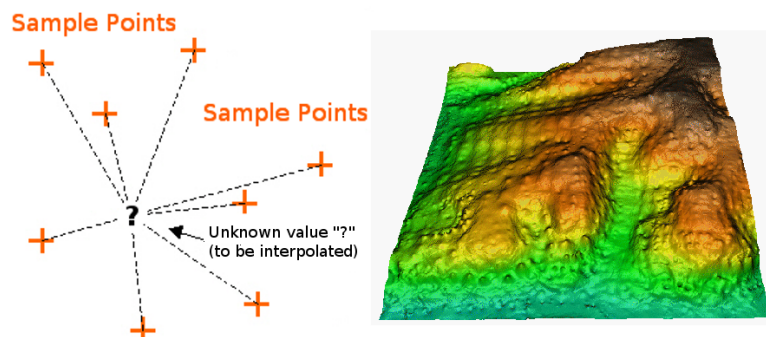 Sample Points
Sample Points
?
Unknown value "?"
(to be interpolated)